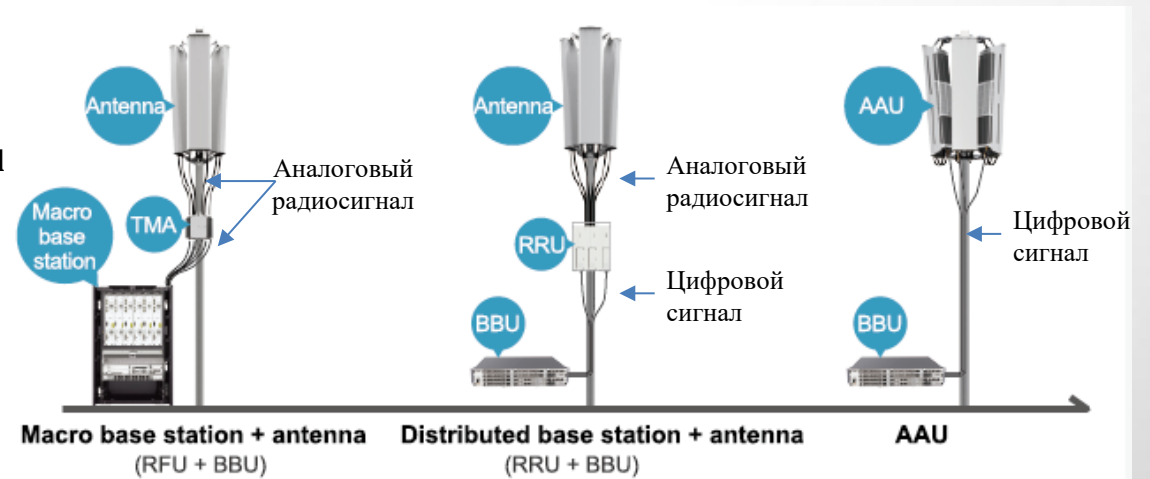 Antenna
Аналоговый
радиосигнал
Macro
base
station
TMA
Macro base station + antenna
(RFU + BBU)
Antenna
Аналоговый
радиосигнал
RRU
Цифровой
сигнал
BBU
Distributed base station + antenna
(RRU + BBU)
AAU
Цифровой
сигнал
BBU
AAU